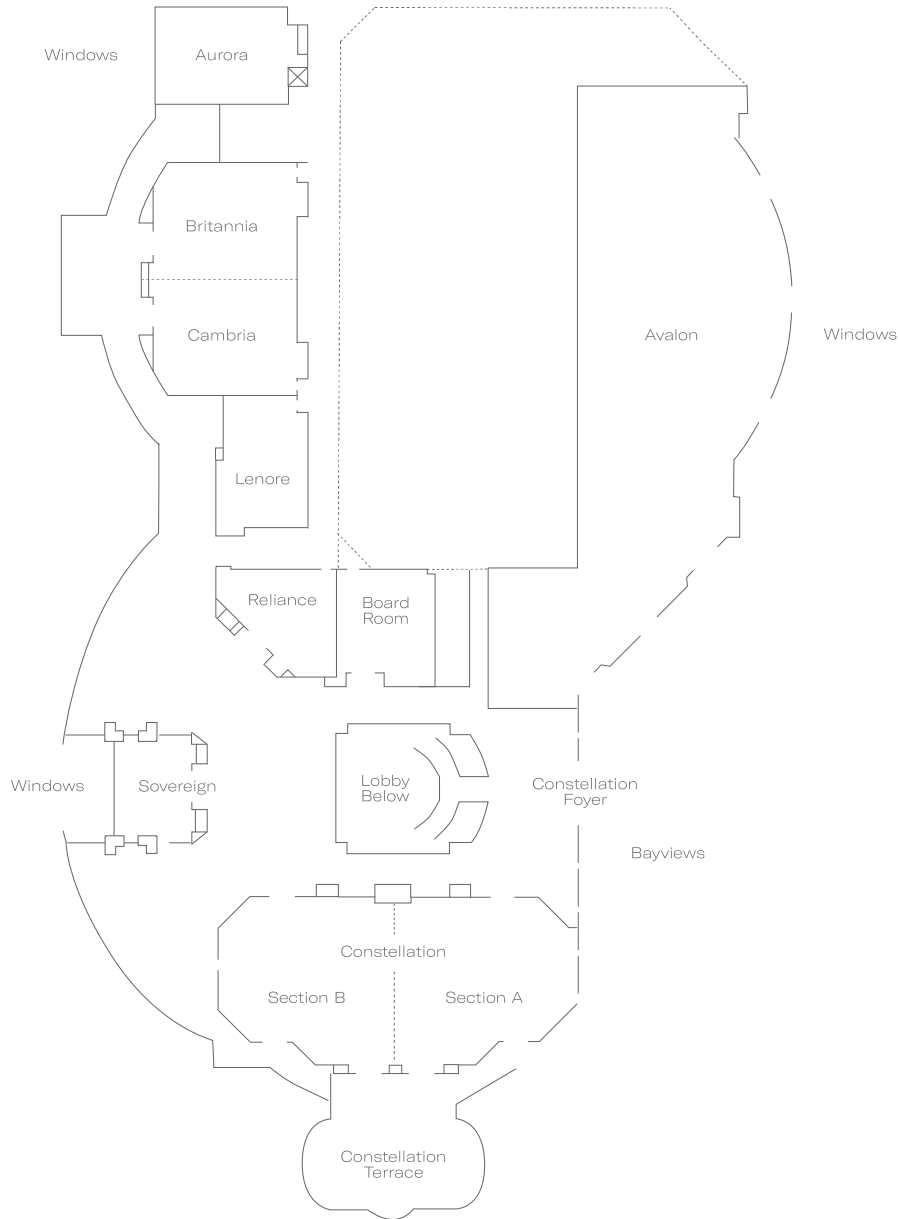 Windows
Aurora
Britannia
Cambria
Avalon
Windows
Lenore
Reliance
Board
Room
Windows
Sovereign
Lobby
Below
Constellation
Foyer
Bayviews
Constellation
Section B
Section A
Constellation
Terrace